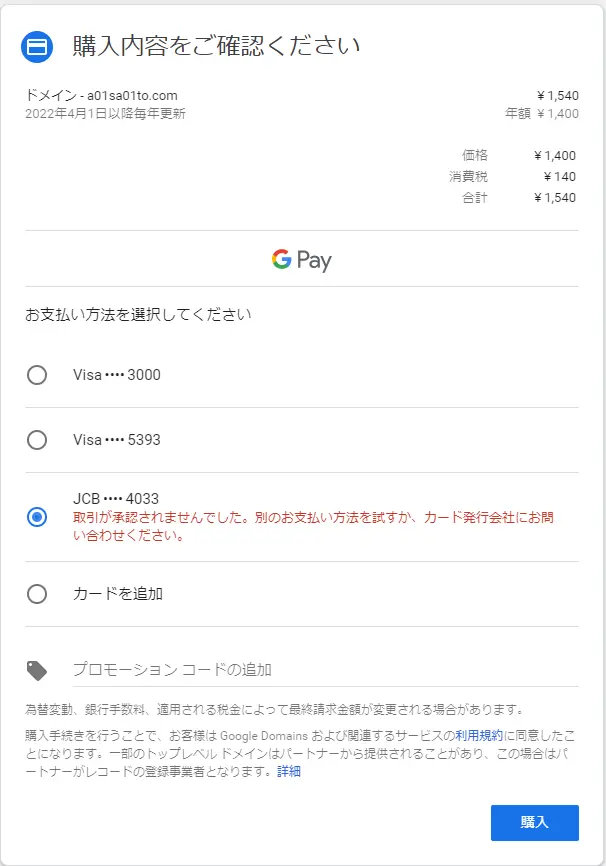 購入内容をご確認ください
ドメイン - a01sa01to.com ¥ 1,540
2022年4月1日以降毎年更新 年額 ¥ 1,400
価格 ¥ 1,400
消費税 ¥ 140
合計 ¥ 1,540
G Pay
お支払い方法を選択してください
Visa •••• 3000
Visa •••• 5393
JCB •••• 4033
取引が承認されませんでした。別のお支払い方法を試すか、カード発行会社にお問
い合わせください。
カードを追加
プロモーション コードの追加
為替変動、銀行手数料、適用される税金によって最終請求金額が変更される場合があります。
購入手続きを行うことで、お客様は Google Domains および関連するサービスの利用規約に同意したこ
とになります。一部のトップレベル ドメインはパートナーから提供されることがあり、この場合はパ
ートナーがレコードの登録事業者となります。詳細
購入